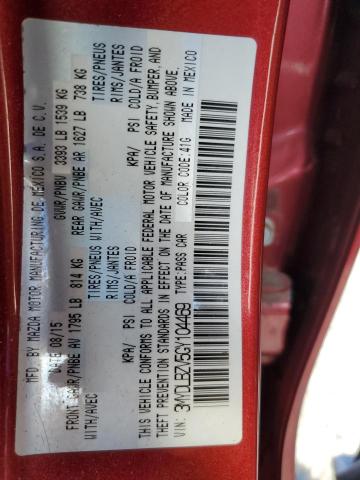 MFD. BY MAZDA MOTOR MANUFACTURING DE MEXICO S.A. DE C.V.
DATE: 08/15 GVWR/PNBV 3393 LB 1539 KG
FRONT GAWR/PNBE AV 1795 LB 814 KG REAR GAWR/PNBE AR 1627 LB 738 KG
WITH/AVEC TIRES/PNEUS WITH/AVEC TIRES/PNEUS
RIMS/JANTES RIMS/JANTES
KPA/ PSI COLD/A FROID KPA/ PSI COLD/A FROID
THIS VEHICLE CONFORMS TO ALL APPLICABLE FEDERAL MOTOR VEHICLE SAFETY, BUMPER, AND
THEFT PREVENTION STANDARDS IN EFFECT ON THE DATE OF MANUFACTURE SHOWN ABOVE.
VIN: 3MYDLBZV5GY104469 TYPE:PASS CAR COLOR CODE:41G MADE IN MEXICO